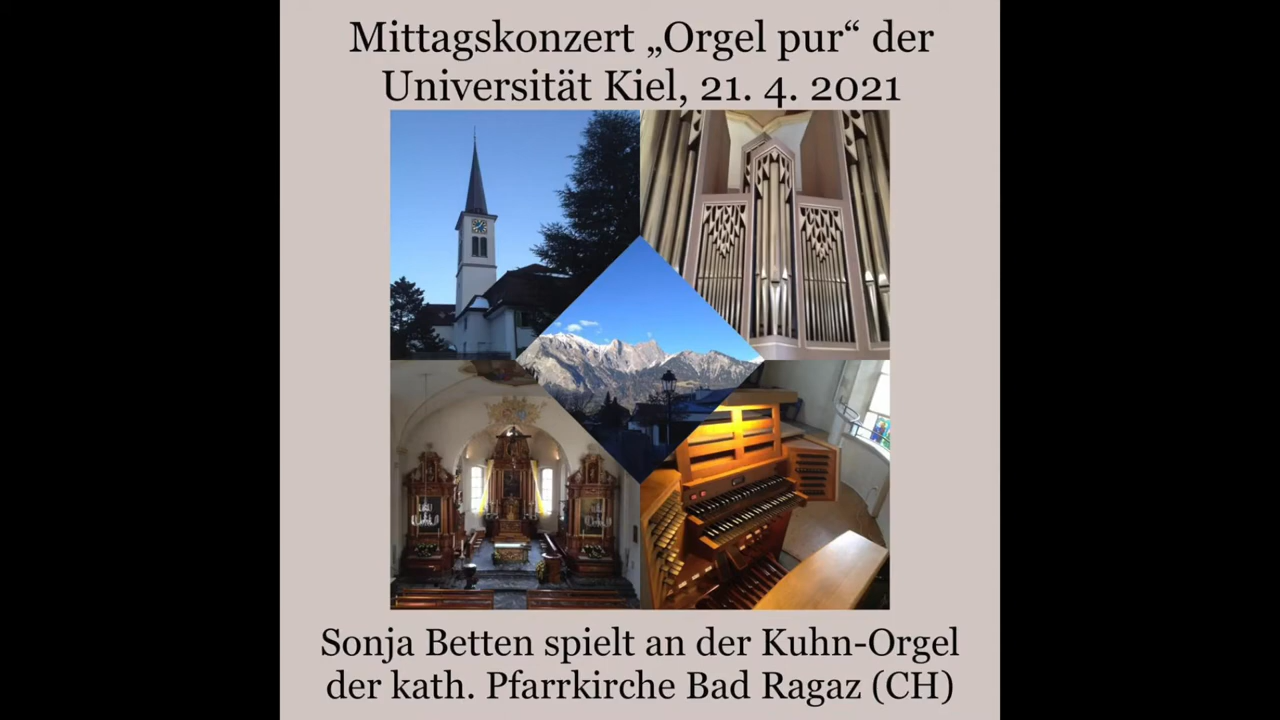 Mittagskonzert „Orgel pur“ der
Universität Kiel, 21. 4. 2021
Sonja Betten spielt an der Kuhn-Orgel
der kath. Pfarrkirche Bad Ragaz (CH)